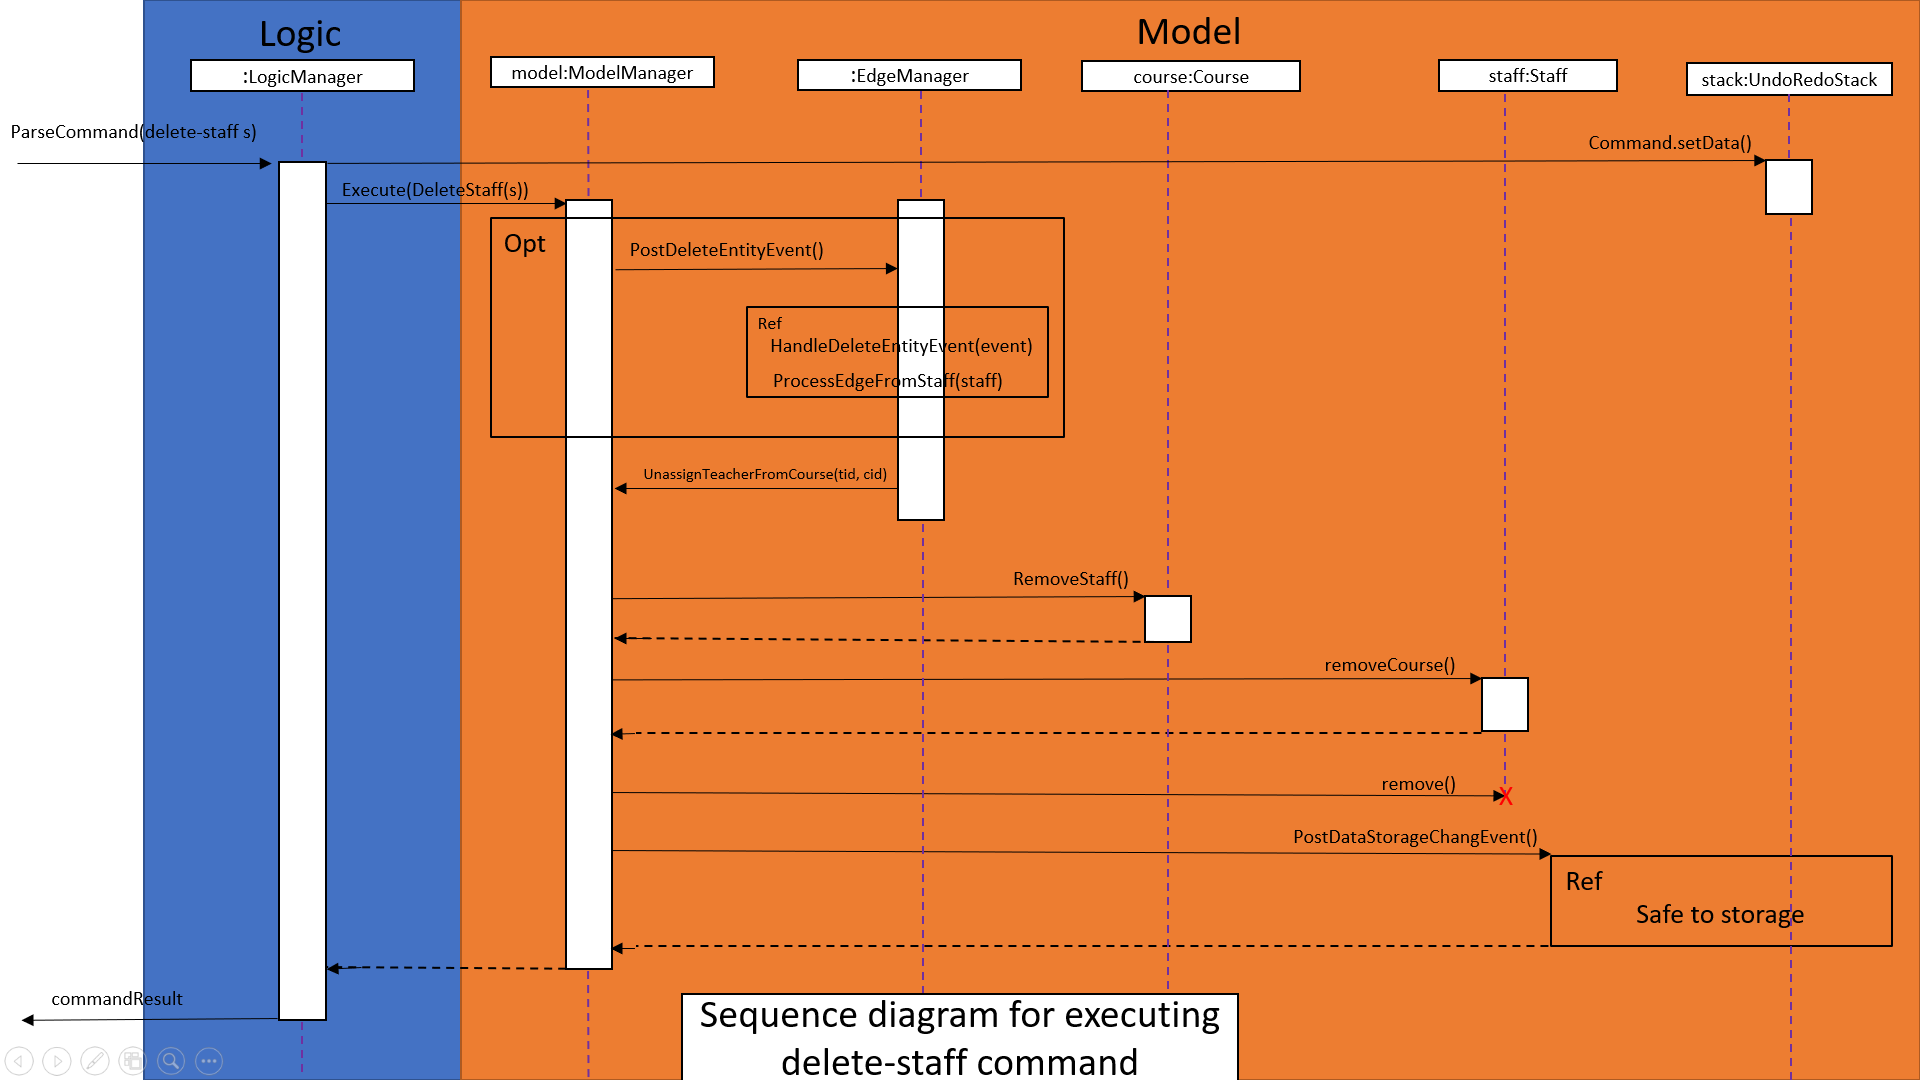 Logic
Model
:LogicManager
model:ModelManager
:EdgeManager
course:Course
staff:Staff
stack:UndoRedoStack
ParseCommand(delete-staff s)
Command.setData()
Execute(DeleteStaff(s))
Opt
PostDeleteEntityEvent()
Ref
HandleDeleteEntityEvent(event)
ProcessEdgeFromStaff(staff)
UnassignTeacherFromCourse(tid, cid)
RemoveStaff()
removeCourse()
remove()
X
PostDataStorageChangEvent()
Ref
Safe to storage
commandResult
Sequence diagram for executing
delete-staff command